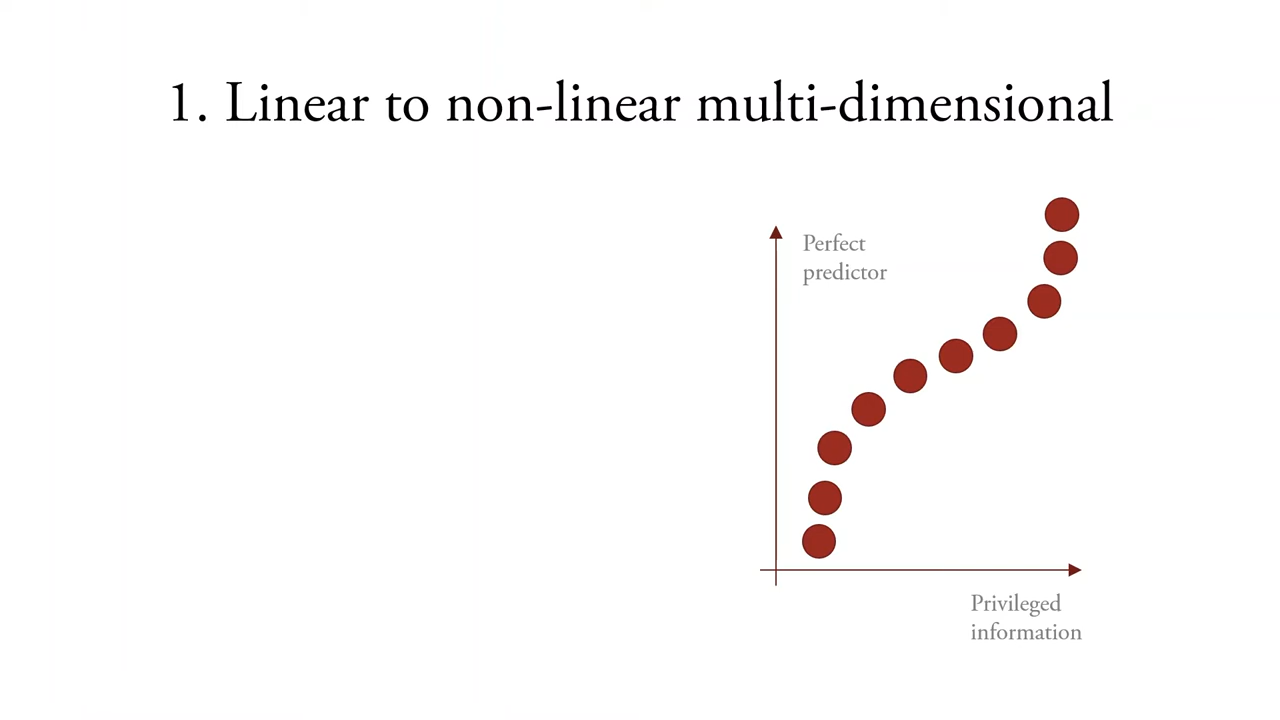 1. Linear to non-linear multi-dimensional
Perfect
predictor
Privileged
information